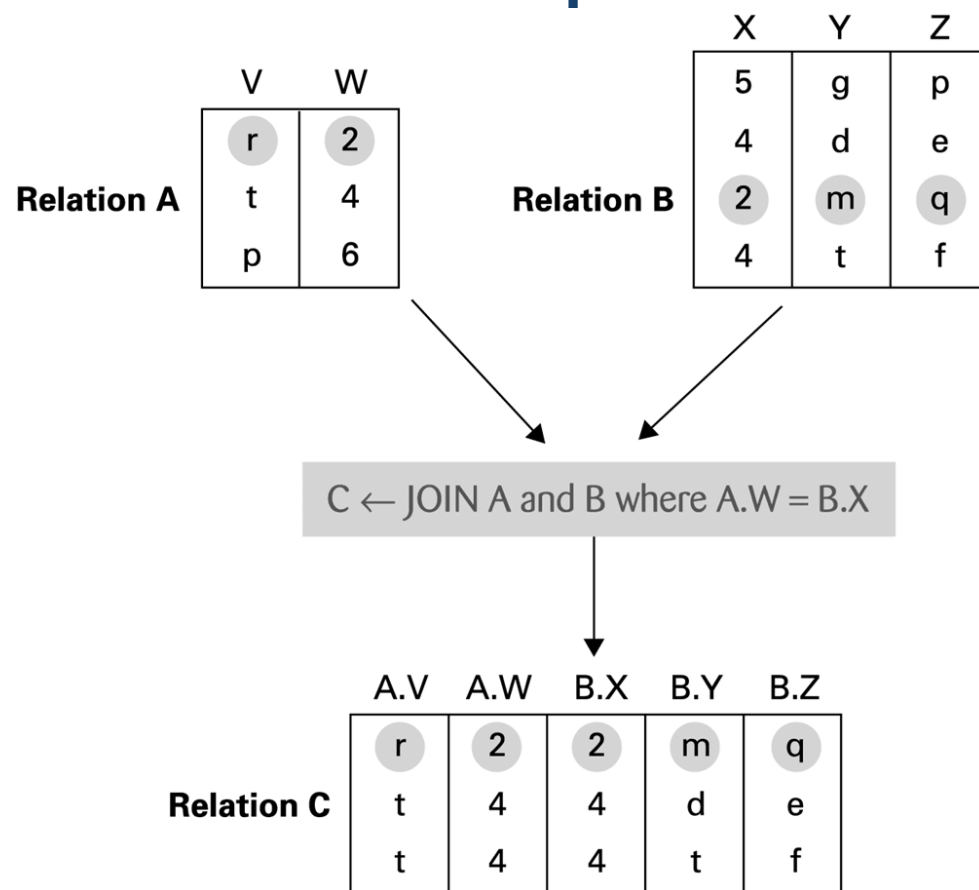 V W
r 2
Relation A t 4
p 6
X Y Z
5 g p
4 d e
Relation B 2 m q
4 t f
C ← JOIN A and B where A.W = B.X
A.V A.W B.X B.Y B.Z
r 2 2 m q
Relation C t 4 4 d e
t 4 4 t f